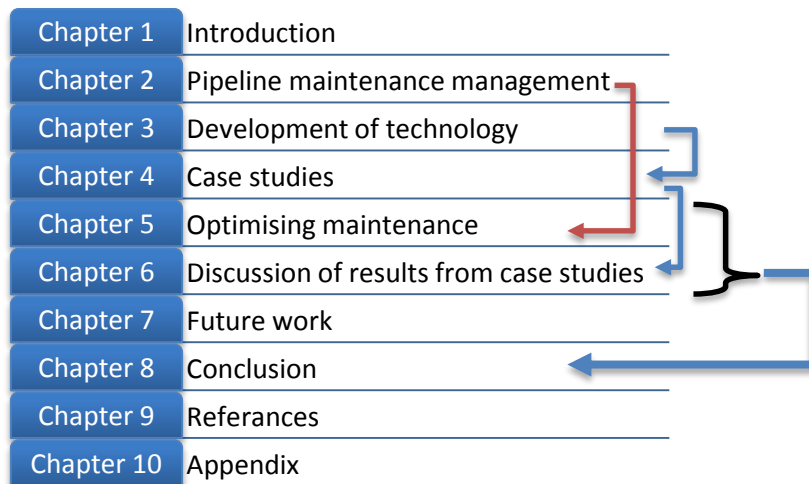 Chapter 1 Introduction
Chapter 2 Pipeline maintenance management
Chapter 3 Development of technology
Chapter 4 Case studies
Chapter 5 Optimising maintenance
Chapter 6 Discussion of results from case studies
Chapter 7 Future work
Chapter 8 Conclusion
Chapter 9 Referances
Chapter 10 Appendix